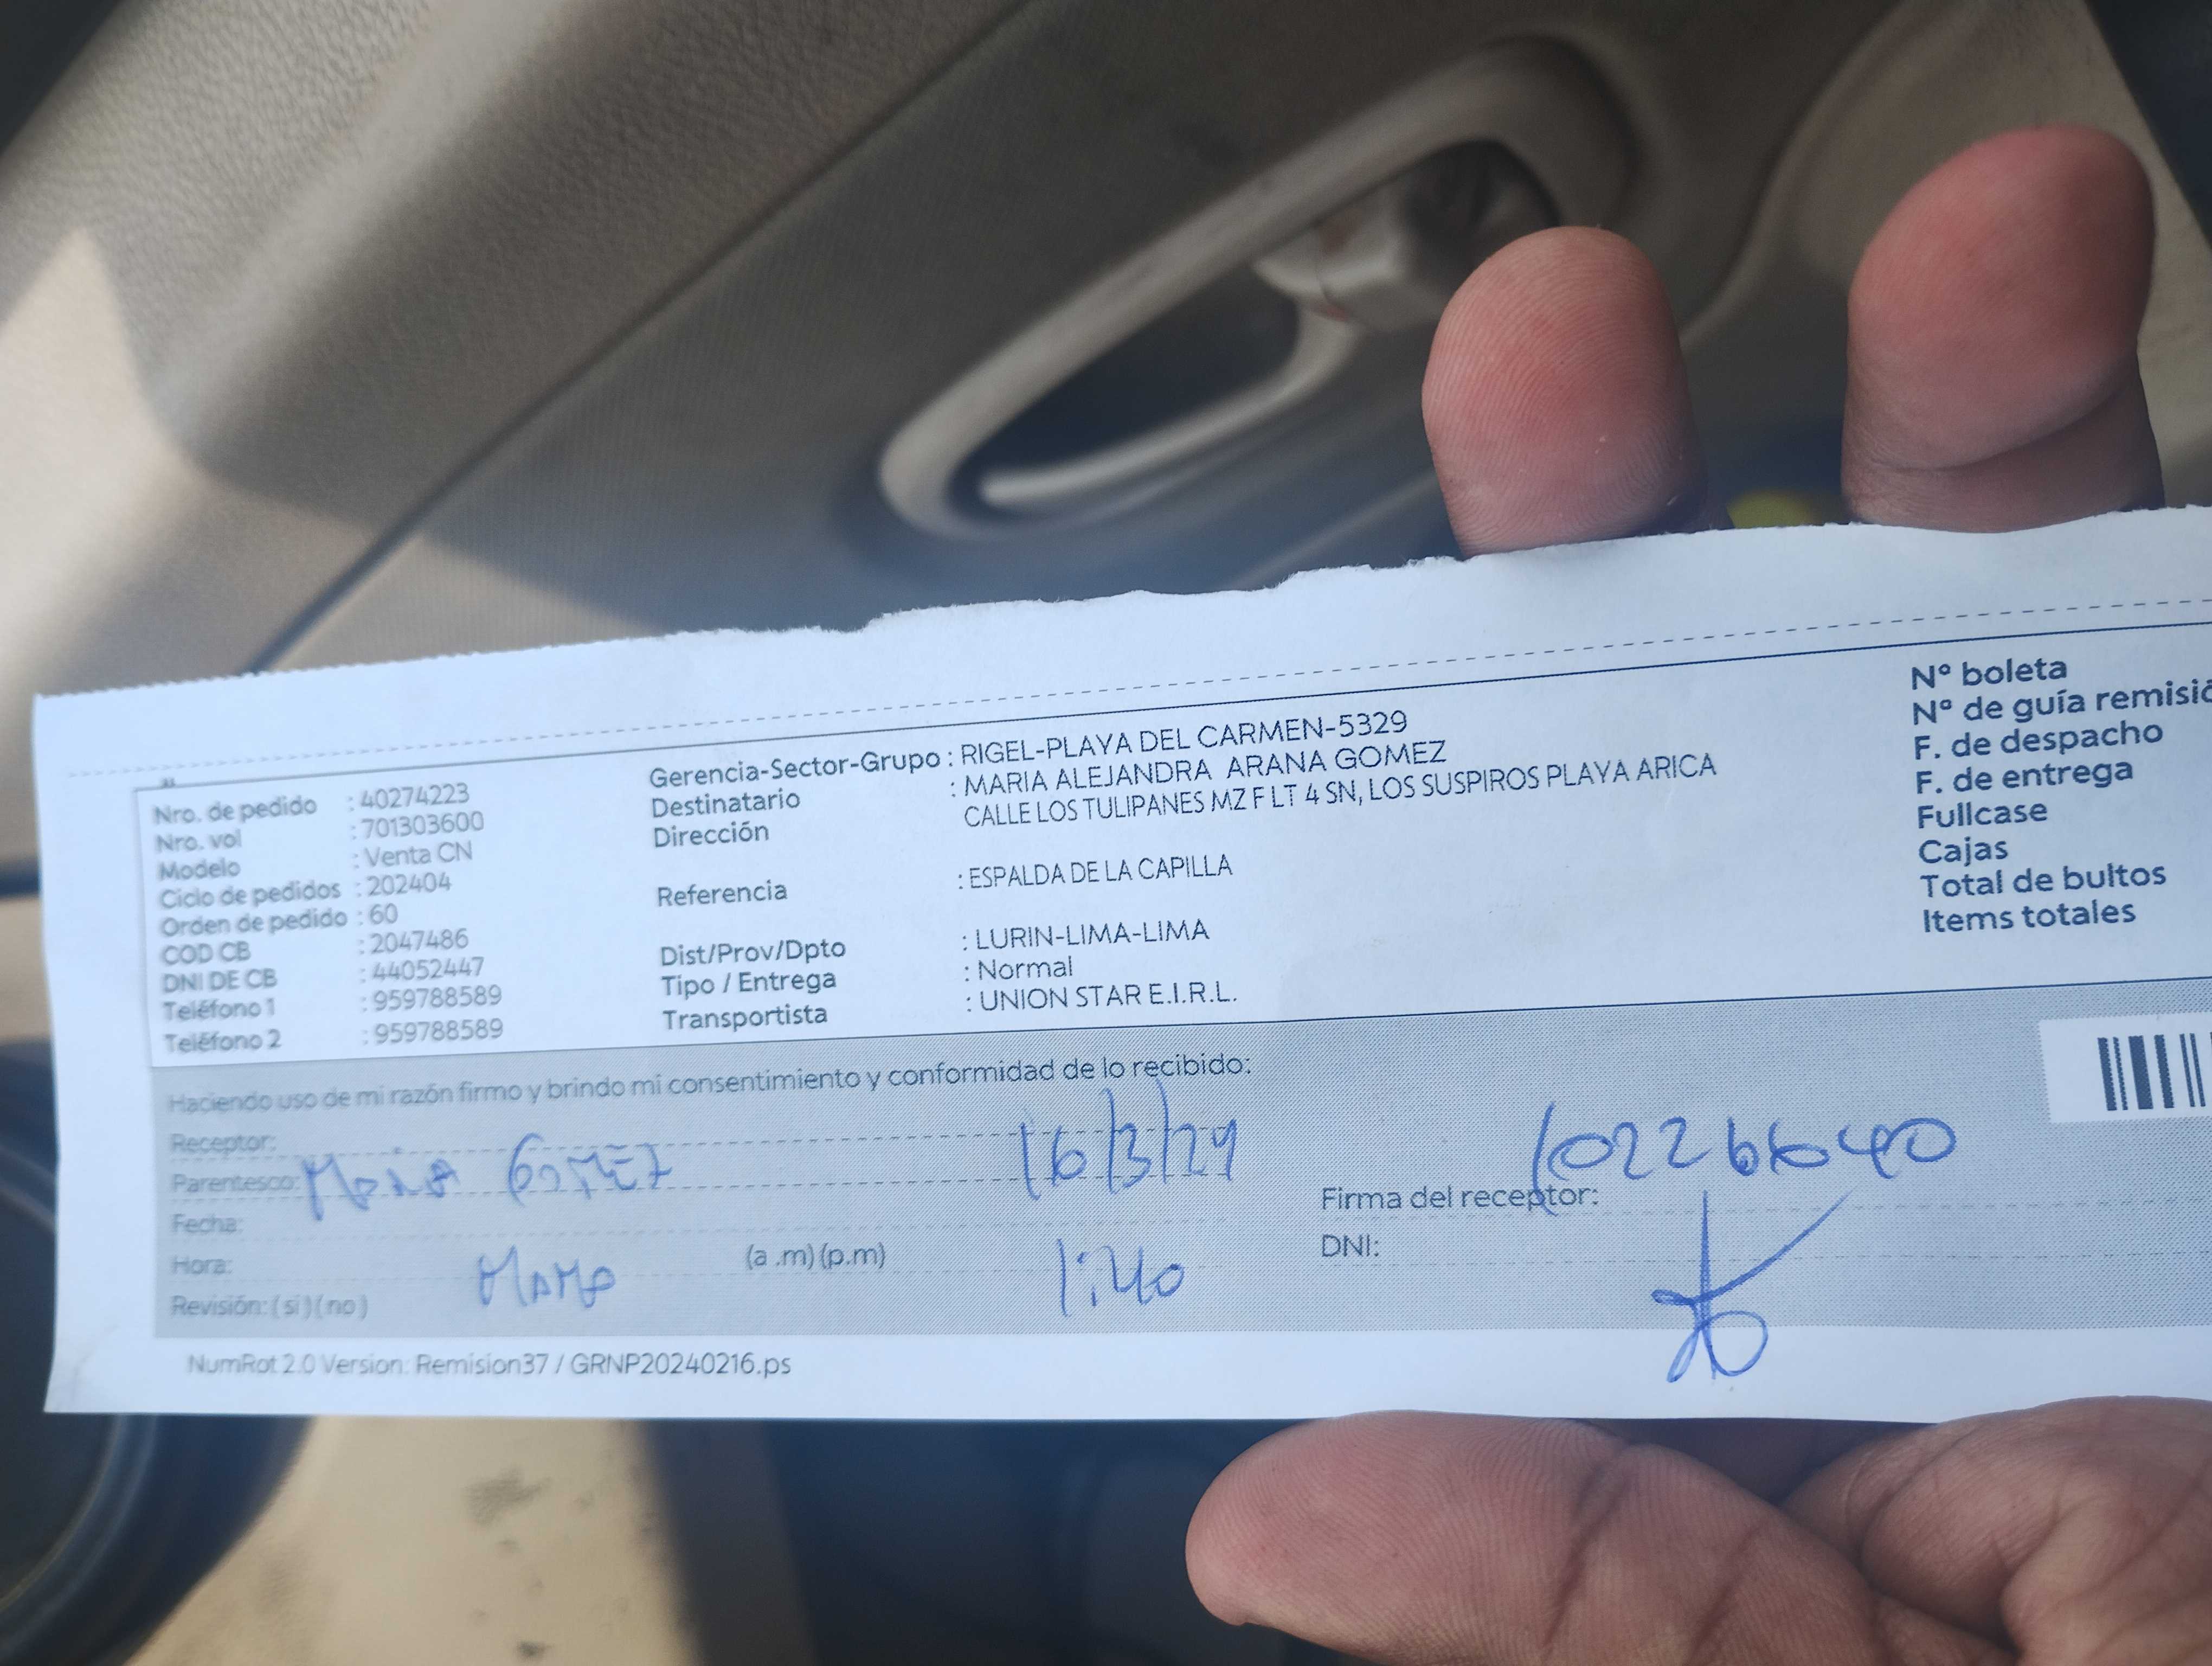 Nro. de pedido : 40274223
Nro. vol : 701303600
Modelo : Venta CN
Ciclo de pedidos : 202404
Orden de pedido : 60
COD CB : 2047486
DNI DE CB : 44052447
Teléfono 1 : 959788589
Teléfono 2 : 959788589
Gerencia-Sector-Grupo : RIGEL-PLAYA DEL CARMEN-5329
Destinatario : MARIA ALEJANDRA ARANA GOMEZ
Dirección CALLE LOS TULIPANES MZ F LT 4 SN, LOS SUSPIROS PLAYA ARICA
Referencia : ESPALDA DE LA CAPILLA
Dist/Prov/Dpto : LURIN-LIMA-LIMA
Tipo / Entrega : Normal
Transportista : UNION STAR E.I.R.L.
N° boleta
N° de guía remisió
F. de despacho
F. de entrega
Fullcase
Cajas
Total de bultos
Items totales
Haciendo uso de mi razón firmo y brindo mi consentimiento y conformidad de lo recibido:
Receptor:
Parentesco: Maria Gomez 16/3/24
Fecha:
Hora: Mama (a .m) (p.m) 1:40
Revisión: ( si ) ( no )
10226640
Firma del receptor:
DNI:
NumRot 2.0 Version: Remision37 / GRNP20240216.ps